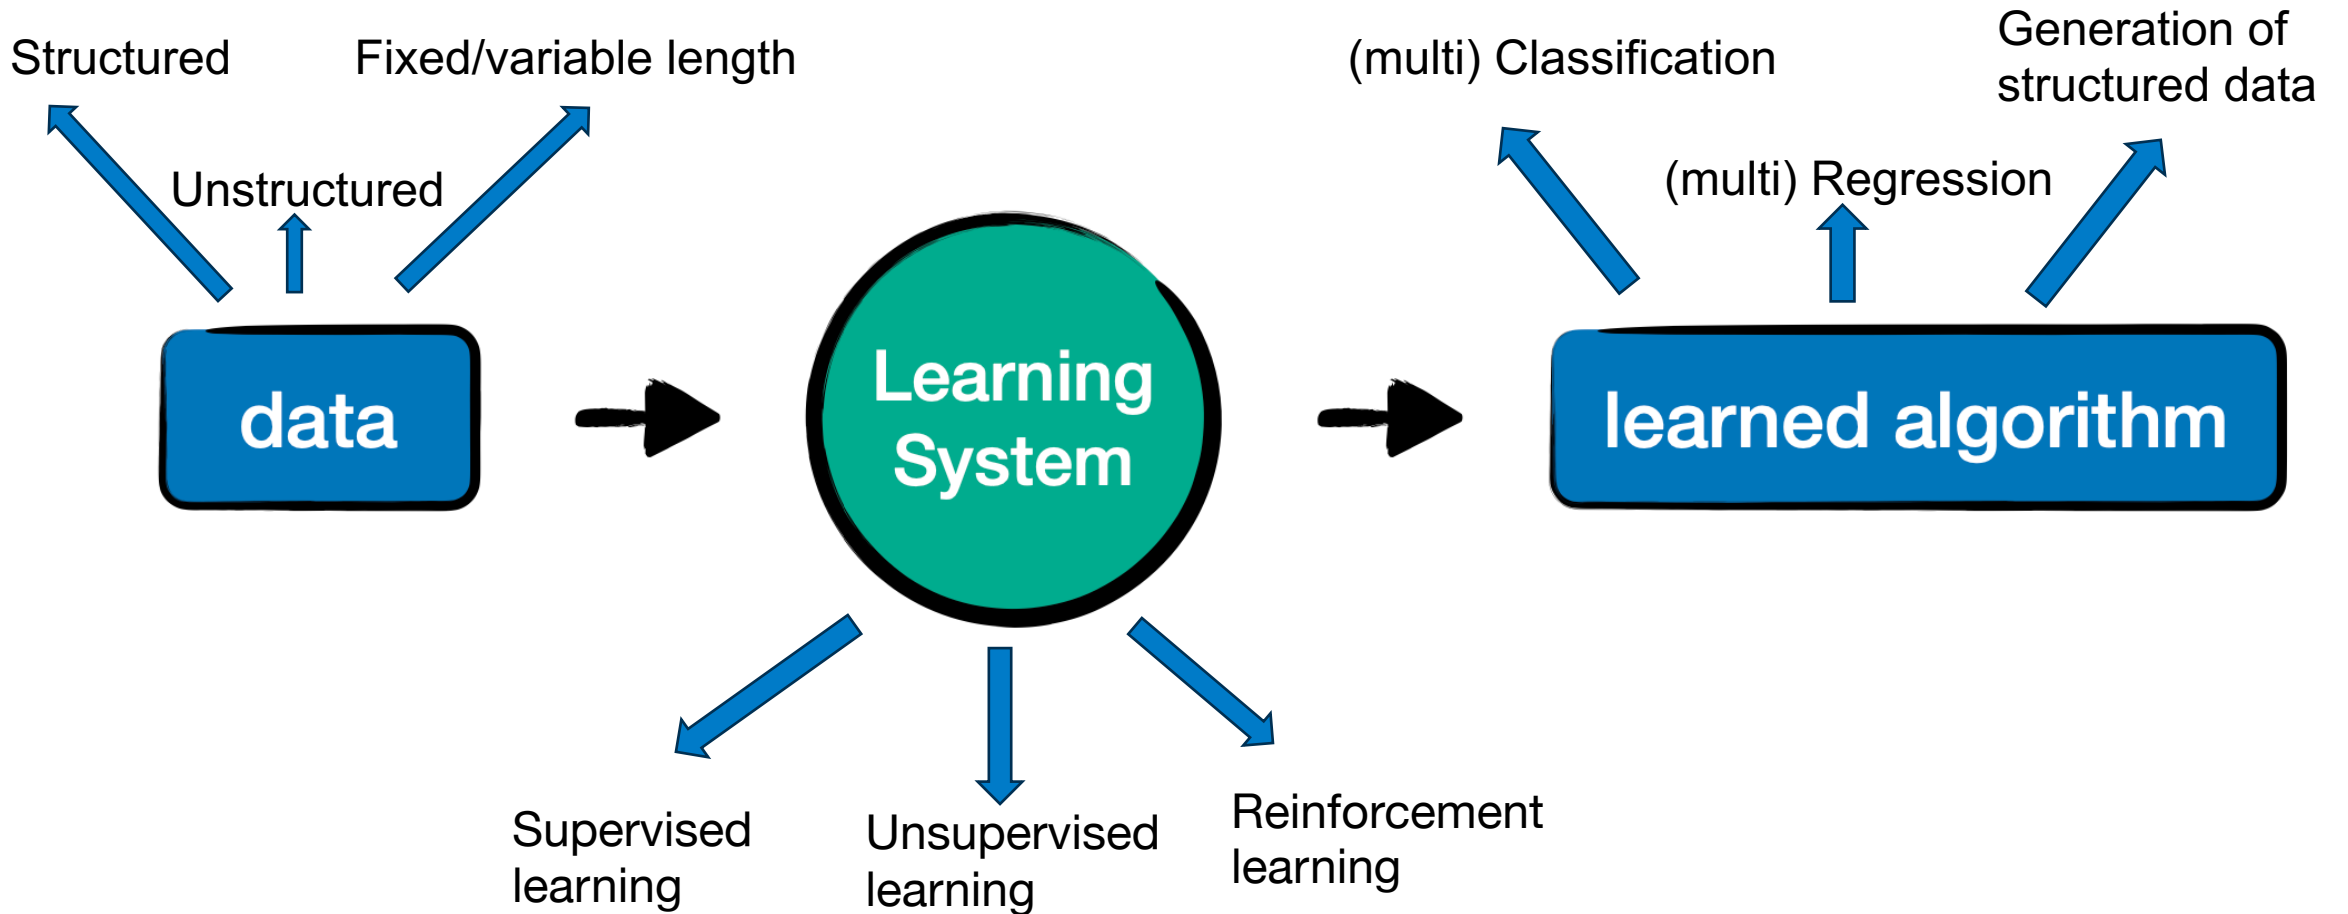 Structured
Fixed/variable length
Unstructured
(multi) Classification
Generation of
structured data
(multi) Regression
data
Learning
System
learned algorithm
Supervised
learning
Unsupervised
learning
Reinforcement
learning